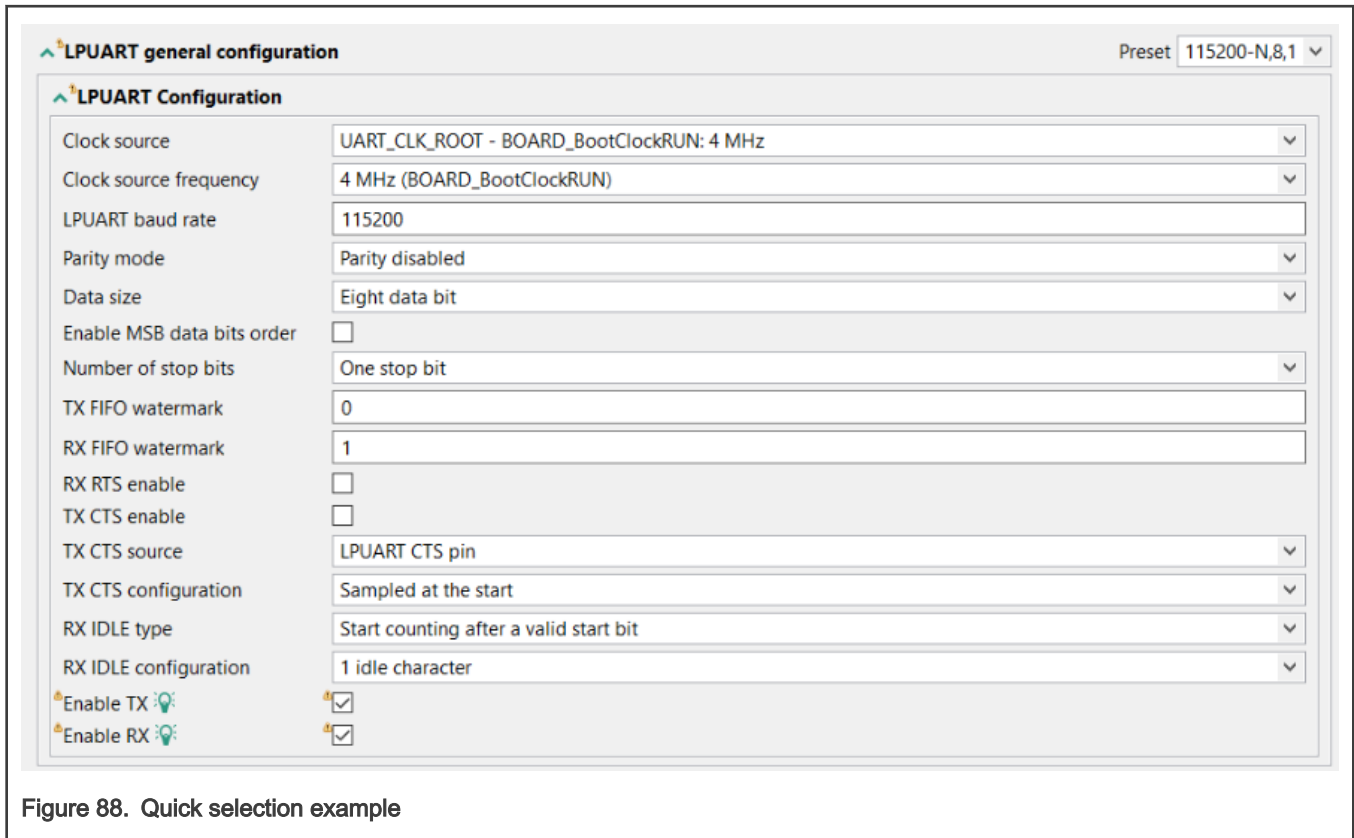 LPUART general configuration Preset 115200-N,8,1
LPUART Configuration
Clock source UART_CLK_ROOT - BOARD_BootClockRUN: 4 MHz
Clock source frequency 4 MHz (BOARD_BootClockRUN)
LPUART baud rate 115200
Parity mode Parity disabled
Data size Eight data bit
Enable MSB data bits order
Number of stop bits One stop bit
TX FIFO watermark 0
RX FIFO watermark 1
RX RTS enable
TX CTS enable
TX CTS source LPUART CTS pin
TX CTS configuration Sampled at the start
RX IDLE type Start counting after a valid start bit
RX IDLE configuration 1 idle character
Enable TX
Enable RX
Figure 88. Quick selection example